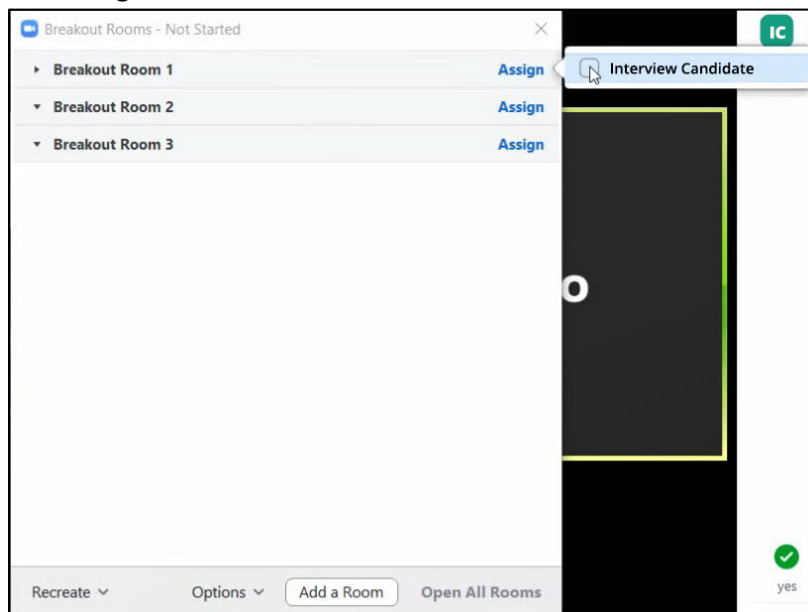 Breakout Rooms - Not Started
IC
Breakout Room 1 Assign
Interview Candidate
Breakout Room 2 Assign
Breakout Room 3 Assign
o
yes
Recreate Options Add a Room Open All Rooms